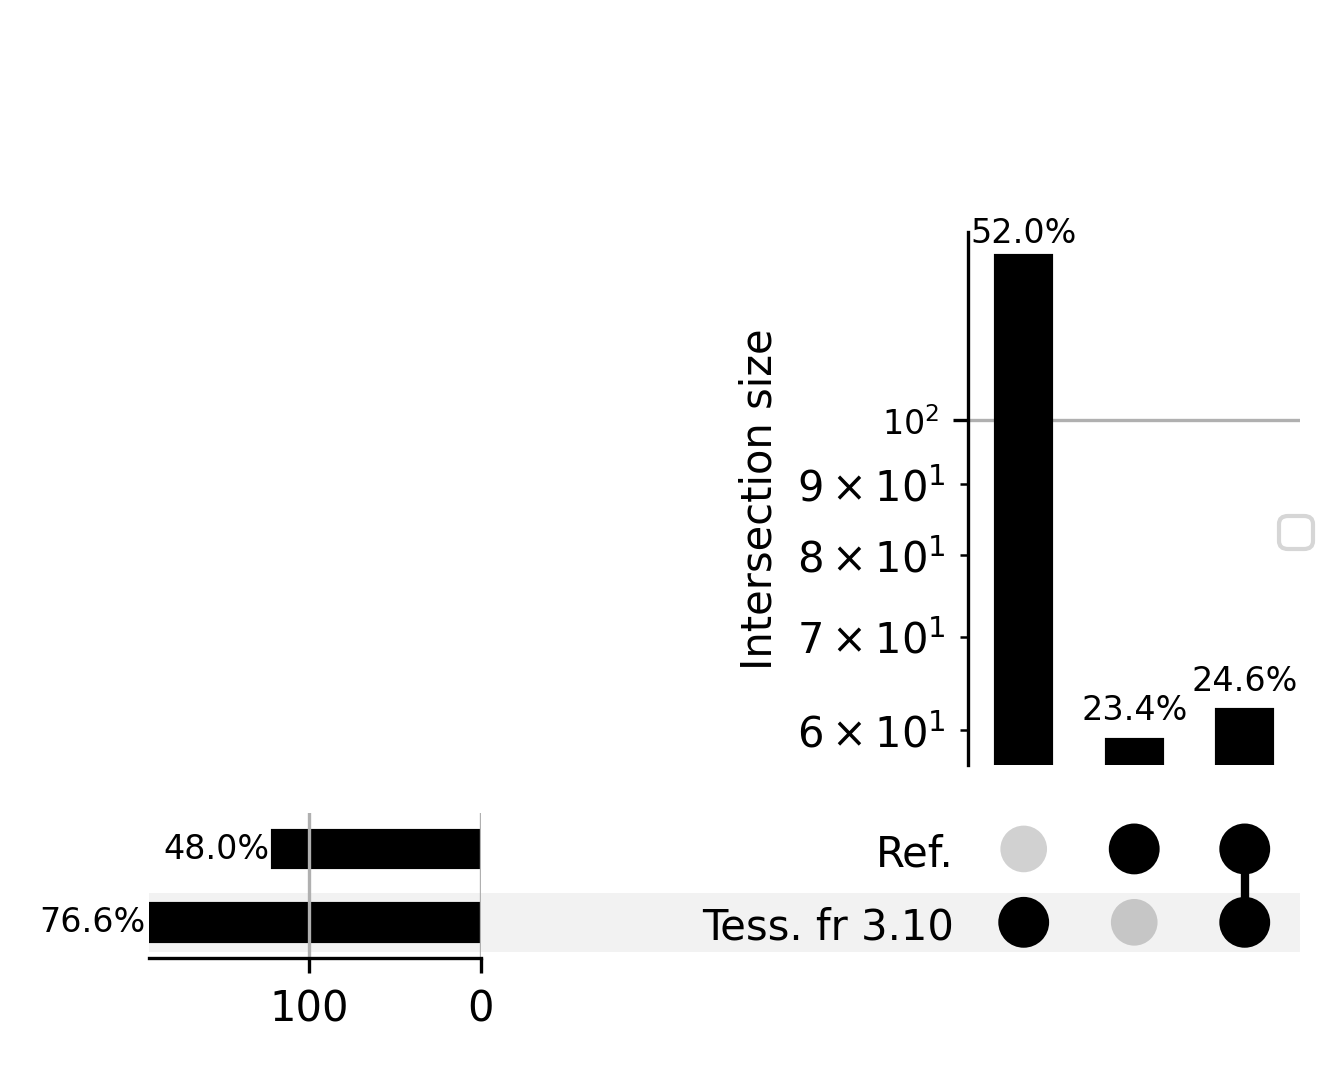 52.0%
Intersection size
10²
9 × 10¹
8 × 10¹
7 × 10¹
6 × 10¹
24.6%
23.4%
48.0%
Ref.
76.6%
Tess. fr 3.10
100 0